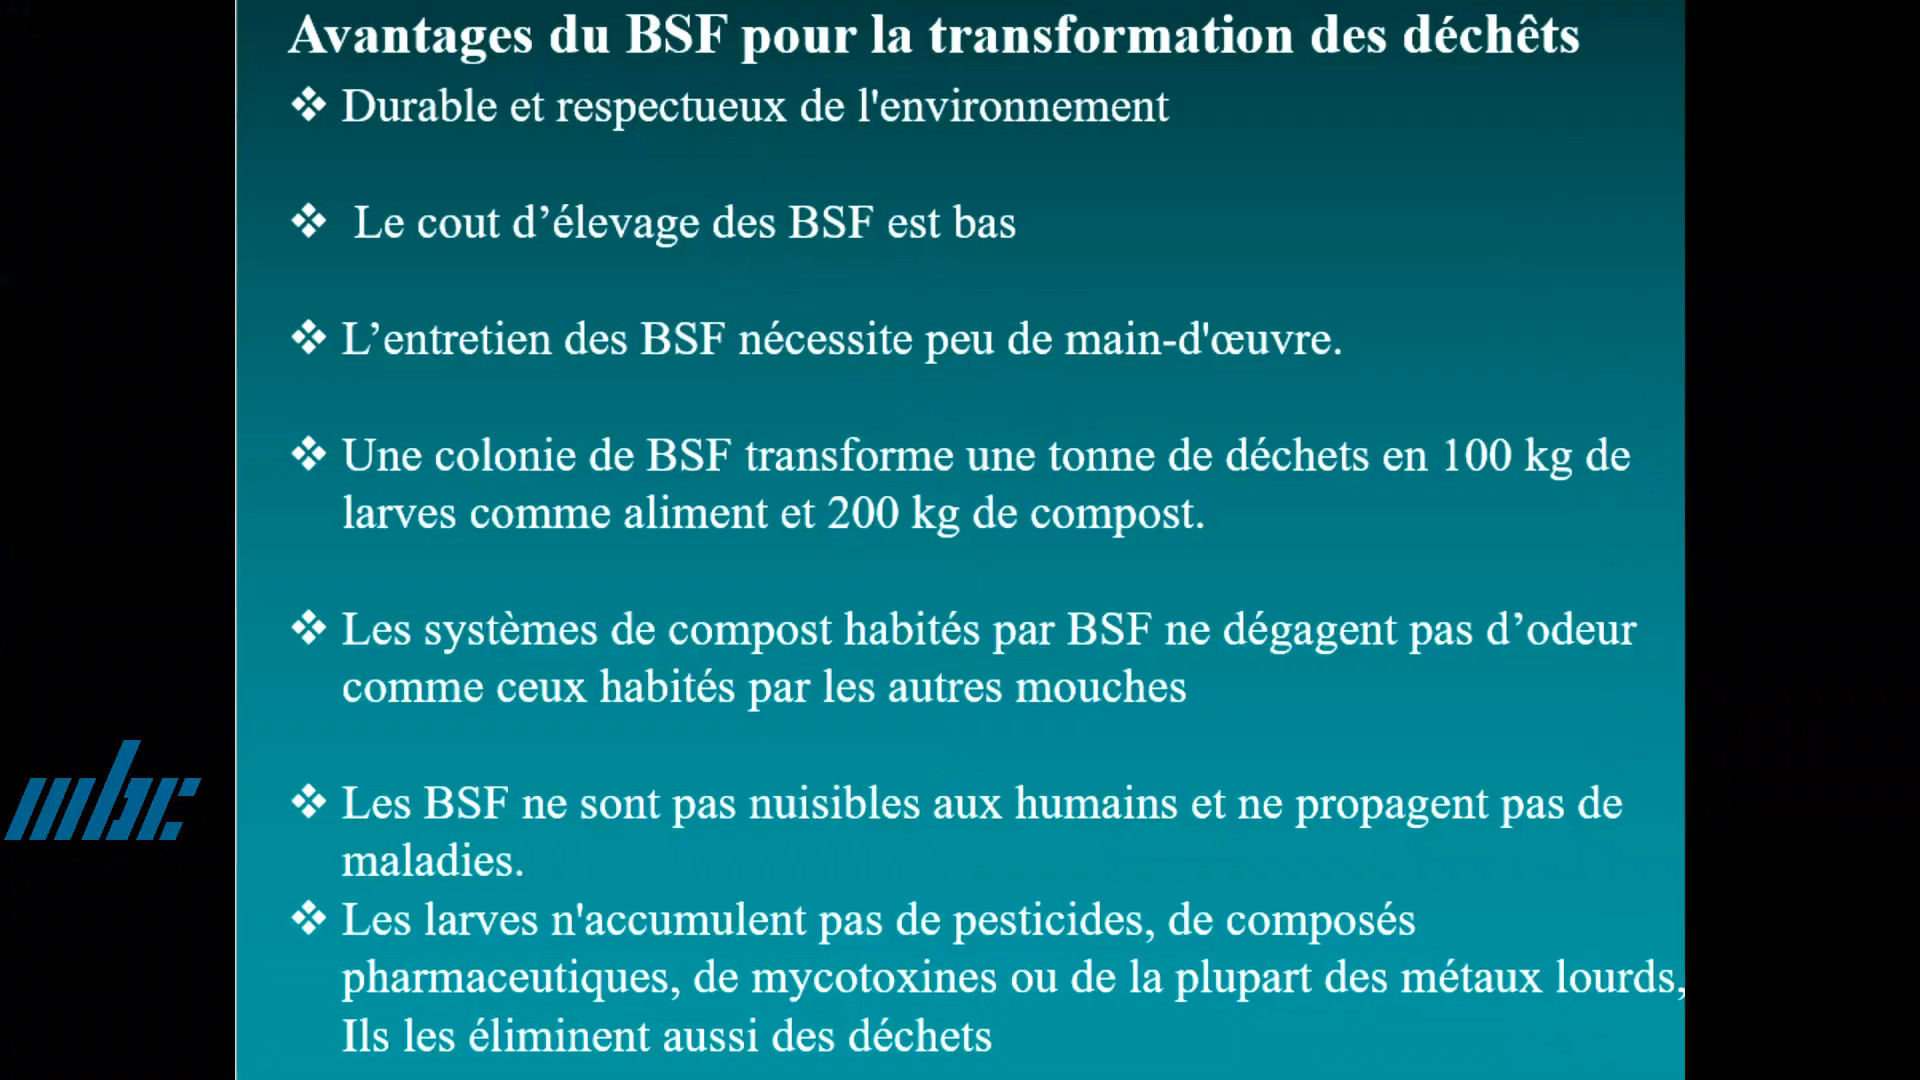 Avantages du BSF pour la transformation des déchêts
❖ Durable et respectueux de l'environnement
❖ Le cout d’élevage des BSF est bas
❖ L’entretien des BSF nécessite peu de main-d'œuvre.
❖ Une colonie de BSF transforme une tonne de déchets en 100 kg de
larves comme aliment et 200 kg de compost.
❖ Les systèmes de compost habités par BSF ne dégagent pas d’odeur
comme ceux habités par les autres mouches
❖ Les BSF ne sont pas nuisibles aux humains et ne propagent pas de
maladies.
❖ Les larves n'accumulent pas de pesticides, de composés
pharmaceutiques, de mycotoxines ou de la plupart des métaux lourds,
Ils les éliminent aussi des déchets
mbc